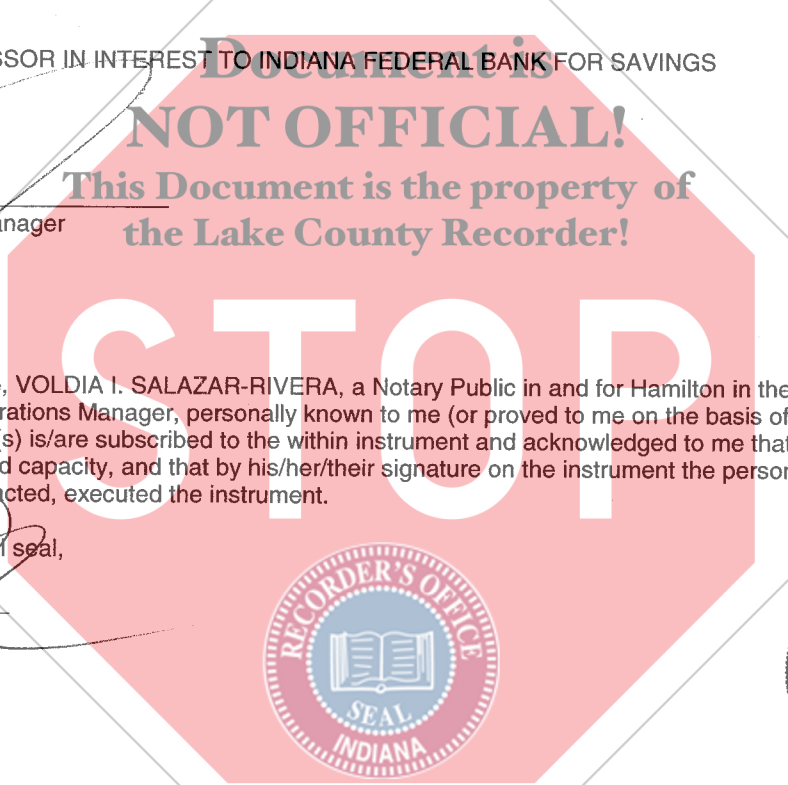 SSOR IN INTEREST TO INDIANA FEDERAL BANK FOR SAVINGS
Document is
NOT OFFICIAL!
This Document is the property of
the Lake County Recorder!
anager
STOP
, VOLDIA I. SALAZAR-RIVERA, a Notary Public in and for Hamilton in the
rations Manager, personally known to me (or proved to me on the basis of
(s) is/are subscribed to the within instrument and acknowledged to me that
d capacity, and that by his/her/their signature on the instrument the person
acted, executed the instrument.
seal,
RECORDER'S OFFICE
SEAL
INDIANA